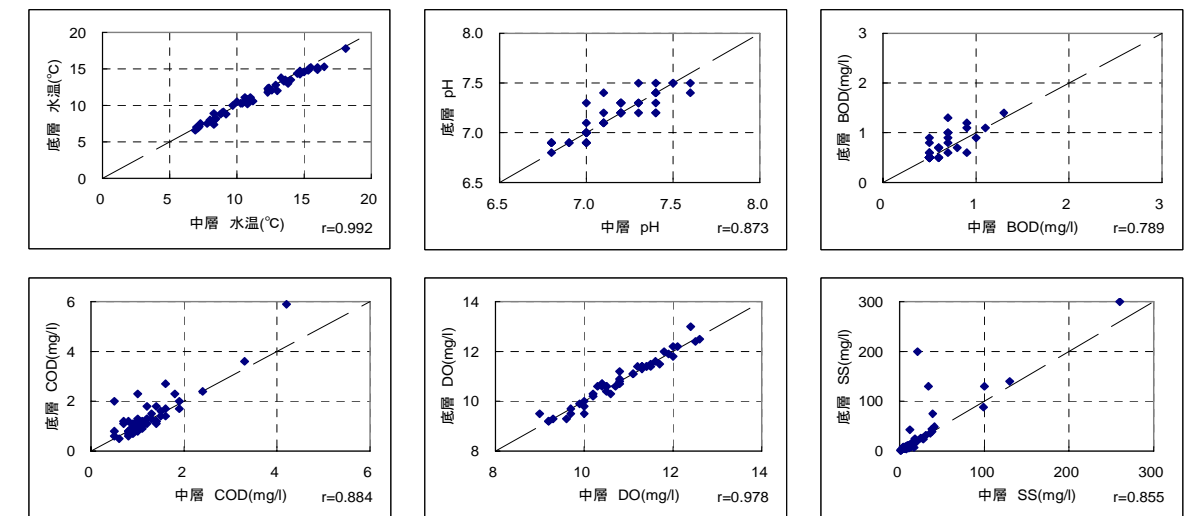 20
15
10
5
0
0 5 10 15 20
底層 水温(℃)
中層 水温(℃)
r=0.992
8.0
7.5
7.0
6.5
6.5 7.0 7.5 8.0
底層 pH
中層 pH
r=0.873
3
2
1
0
0 1 2 3
底層 BOD(mg/l)
中層 BOD(mg/l)
r=0.789
6
4
2
0
0 2 4 6
底層 COD(mg/l)
中層 COD(mg/l)
r=0.884
14
12
10
8
8 10 12 14
底層 DO(mg/l)
中層 DO(mg/l)
r=0.978
300
200
100
0
0 100 200 300
底層 SS(mg/l)
中層 SS(mg/l)
r=0.855